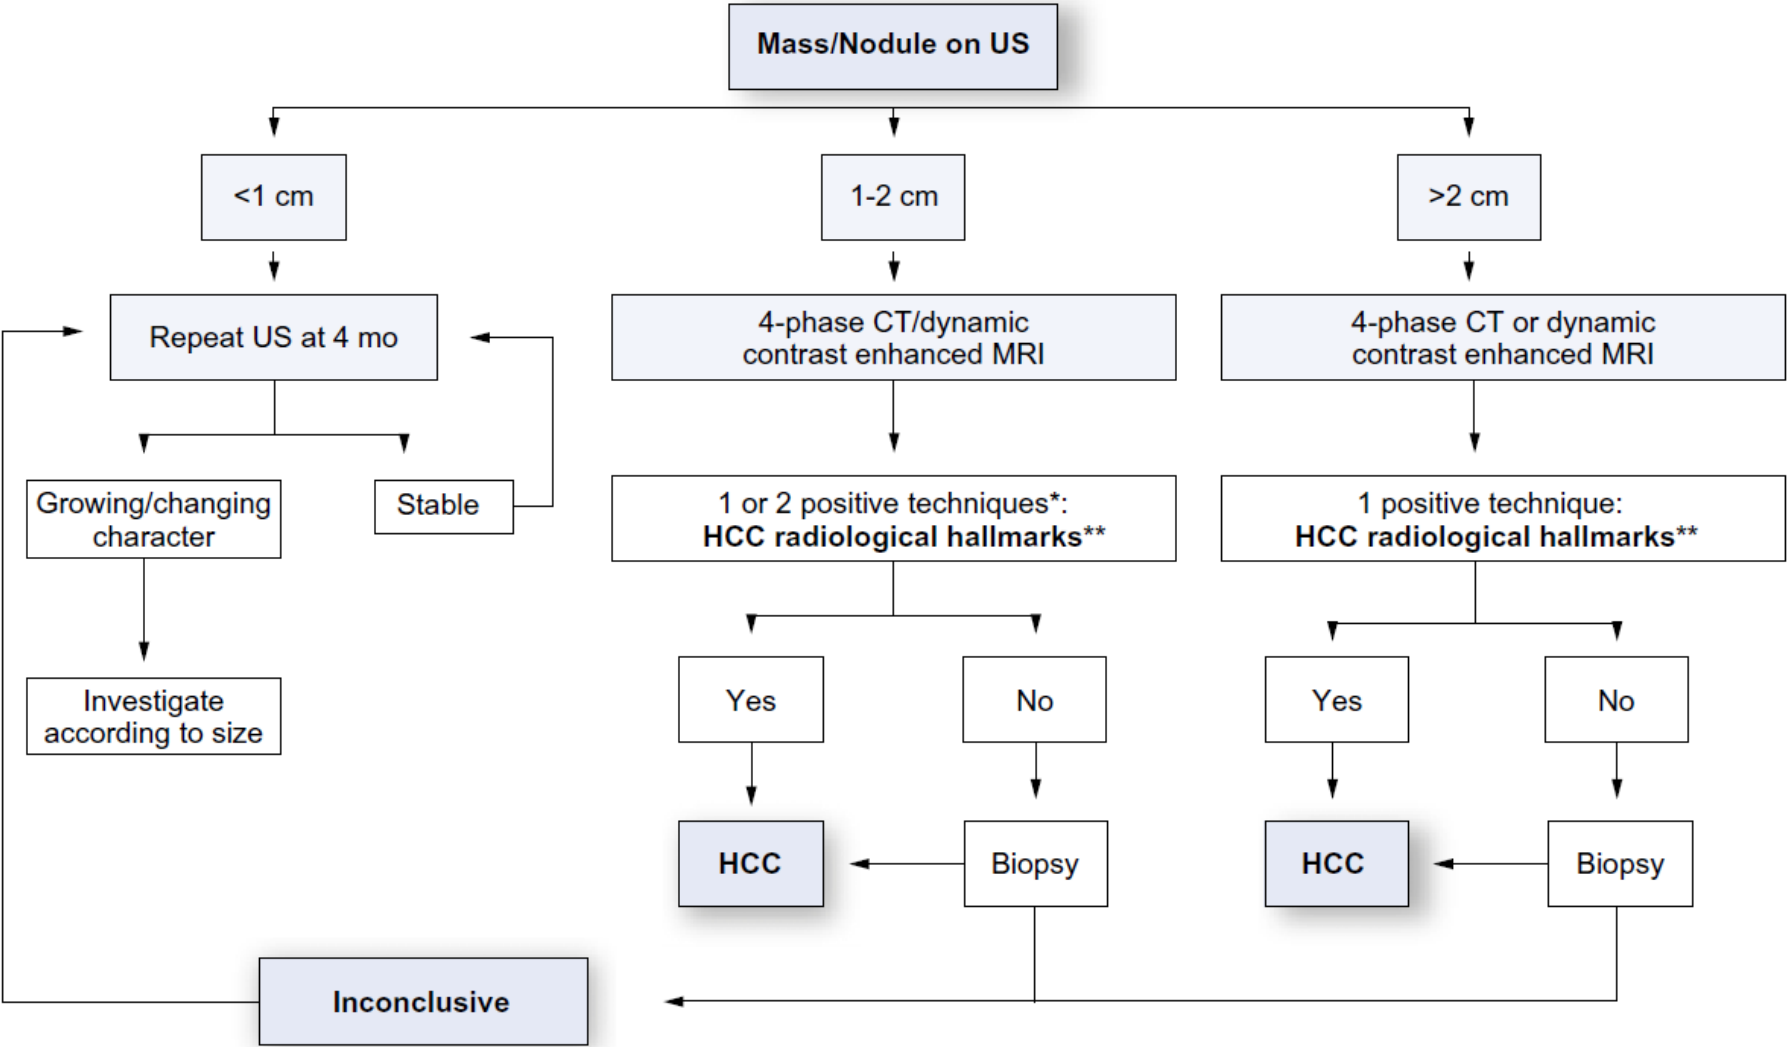 Mass/Nodule on US
<1 cm
1-2 cm
>2 cm
Repeat US at 4 mo
4-phase CT/dynamic
contrast enhanced MRI
4-phase CT or dynamic
contrast enhanced MRI
Growing/changing
character
Stable
1 or 2 positive techniques*:
HCC radiological hallmarks**
1 positive technique:
HCC radiological hallmarks**
Investigate
according to size
Yes
No
Yes
No
HCC
Biopsy
HCC
Biopsy
Inconclusive